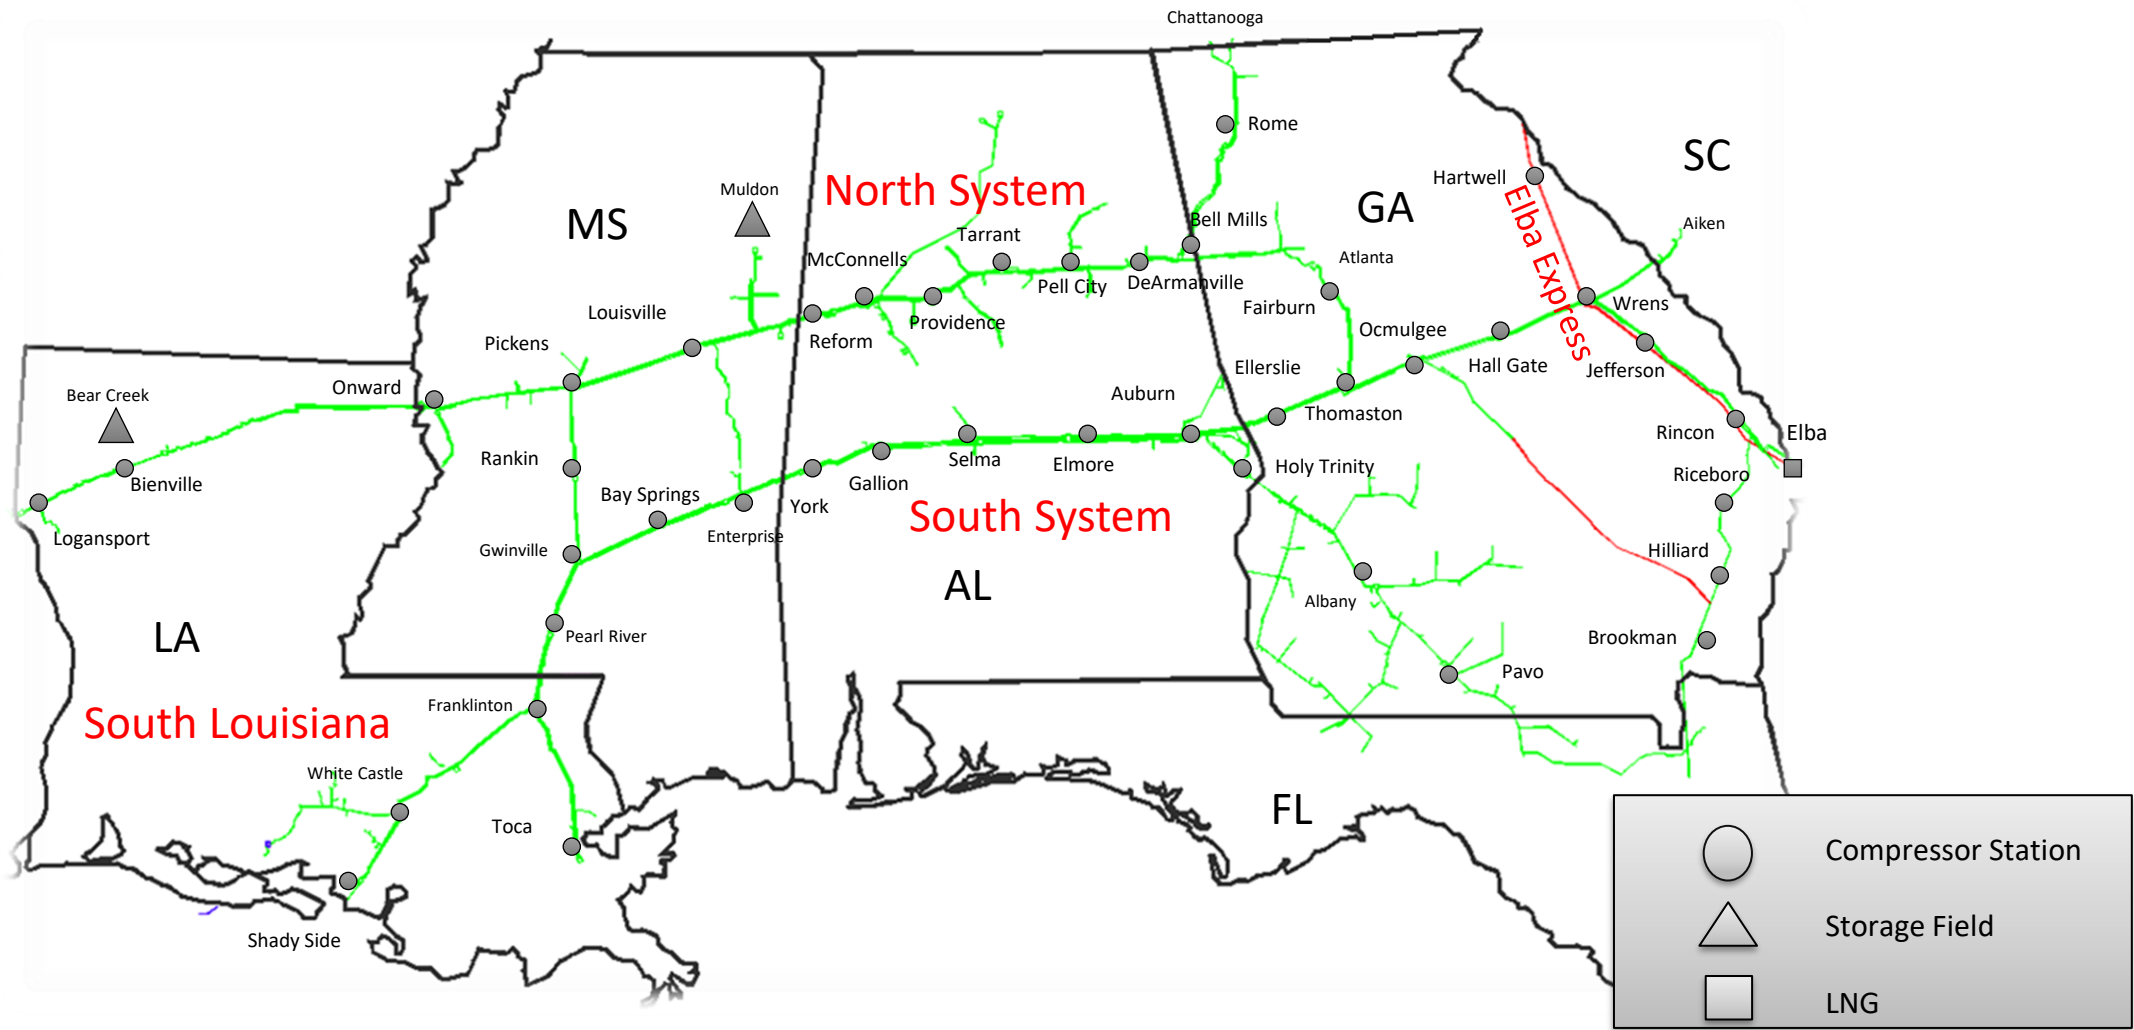 Chattanooga
Rome
SC
Hartwell
Muldon
North System
GA
MS
Elba Express
Bell Mills
Aiken
Tarrant
McConnells
Atlanta
DeArmanville
Pell City
Fairburn
Wrens
Louisville
Providence
Ocmulgee
Reform
Pickens
Hall Gate
Jefferson
Ellerslie
Onward
Auburn
Bear Creek
Thomaston
Rincon
Elba
Rankin
Selma
Elmore
Holy Trinity
Riceboro
Bienville
Gallion
Bay Springs
York
South System
Enterprise
Logansport
Gwinville
Hilliard
AL
Albany
LA
Pearl River
Brookman
Pavo
Franklinton
South Louisiana
White Castle
FL
Toca
Shady Side
Compressor Station
Storage Field
LNG